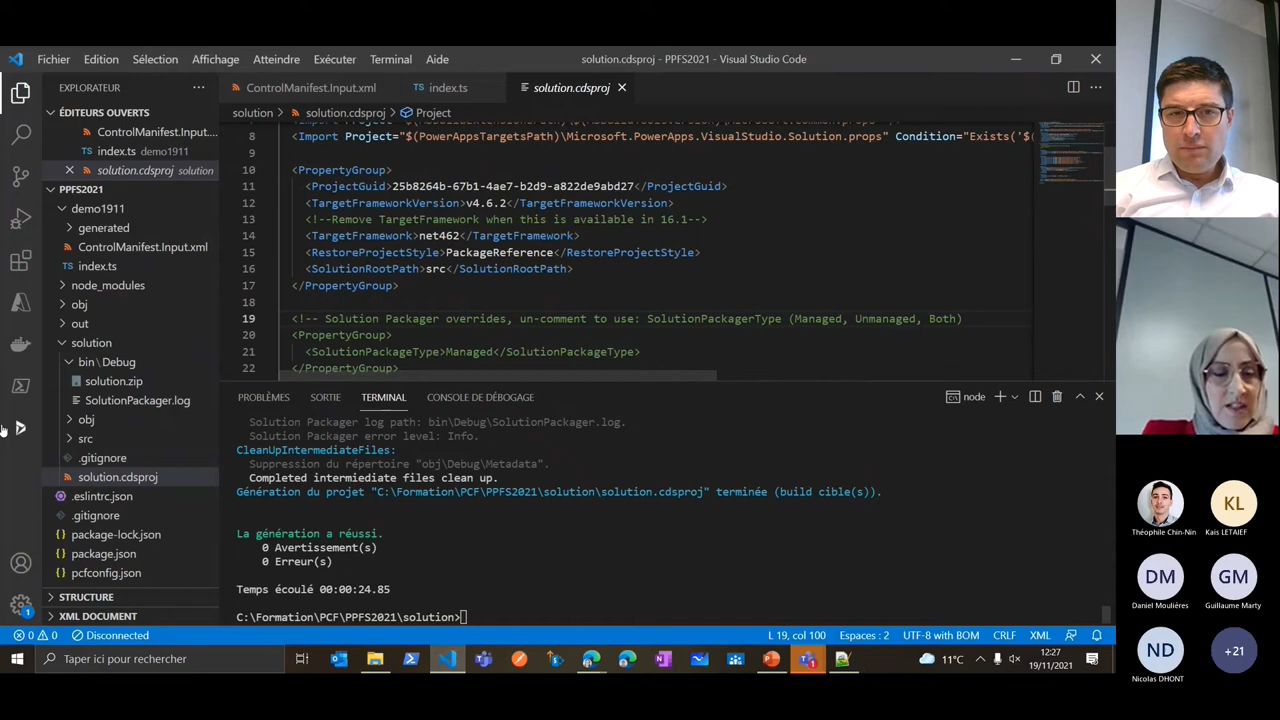 Fichier Edition Sélection Affichage Atteindre Exécuter Terminal Aide
solution.cdsproj - PPFS2021 - Visual Studio Code
EXPLORATEUR
ÉDITEURS OUVERTS
ControlManifest.Input....
index.ts demo1911
solution.cdsproj solution
PPFS2021
demo1911
generated
ControlManifest.Input.xml
index.ts
node_modules
obj
out
solution
bin\Debug
solution.zip
SolutionPackager.log
obj
src
.gitignore
solution.cdsproj
.eslintrc.json
.gitignore
package-lock.json
package.json
pcfconfig.json
STRUCTURE
XML DOCUMENT
ControlManifest.Input.xml index.ts solution.cdsproj
solution > solution.cdsproj > Project
8 <Import Project="$(PowerAppsTargetsPath)\Microsoft.PowerApps.VisualStudio.Solution.props" Condition="Exists('$(
9
10 <PropertyGroup>
11 <ProjectGuid>25b8264b-67b1-4ae7-b2d9-a822de9abd27</ProjectGuid>
12 <TargetFrameworkVersion>v4.6.2</TargetFrameworkVersion>
13 <!--Remove TargetFramework when this is available in 16.1-->
14 <TargetFramework>net462</TargetFramework>
15 <RestoreProjectStyle>PackageReference</RestoreProjectStyle>
16 <SolutionRootPath>src</SolutionRootPath>
17 </PropertyGroup>
18
19 <!-- Solution Packager overrides, un-comment to use: SolutionPackagerType (Managed, Unmanaged, Both)
20 <PropertyGroup>
21 <SolutionPackageType>Managed</SolutionPackageType>
22 </PropertyGroup>
PROBLÈMES SORTIE TERMINAL CONSOLE DE DÉBOGAGE
node
Solution Packager log path: bin\Debug\SolutionPackager.log.
Solution Packager error level: Info.
CleanUpIntermediateFiles:
Suppression du répertoire "obj\Debug\Metadata".
Completed intermiediate files clean up.
Génération du projet "C:\Formation\PCF\PPFS2021\solution\solution.cdsproj" terminée (build cible(s)).
La génération a réussi.
0 Avertissement(s)
0 Erreur(s)
Temps écoulé 00:00:24.85
C:\Formation\PCF\PPFS2021\solution>
1
0 0 Disconnected
L 19, col 100 Espaces : 2 UTF-8 with BOM CRLF XML
Taper ici pour rechercher
1
11°C
12:27
19/11/2021
Théophile Chin-Nin
KL
Kais LETAIEF
DM
Daniel Moulières
GM
Guillaume Marty
ND
Nicolas DHONT
+21